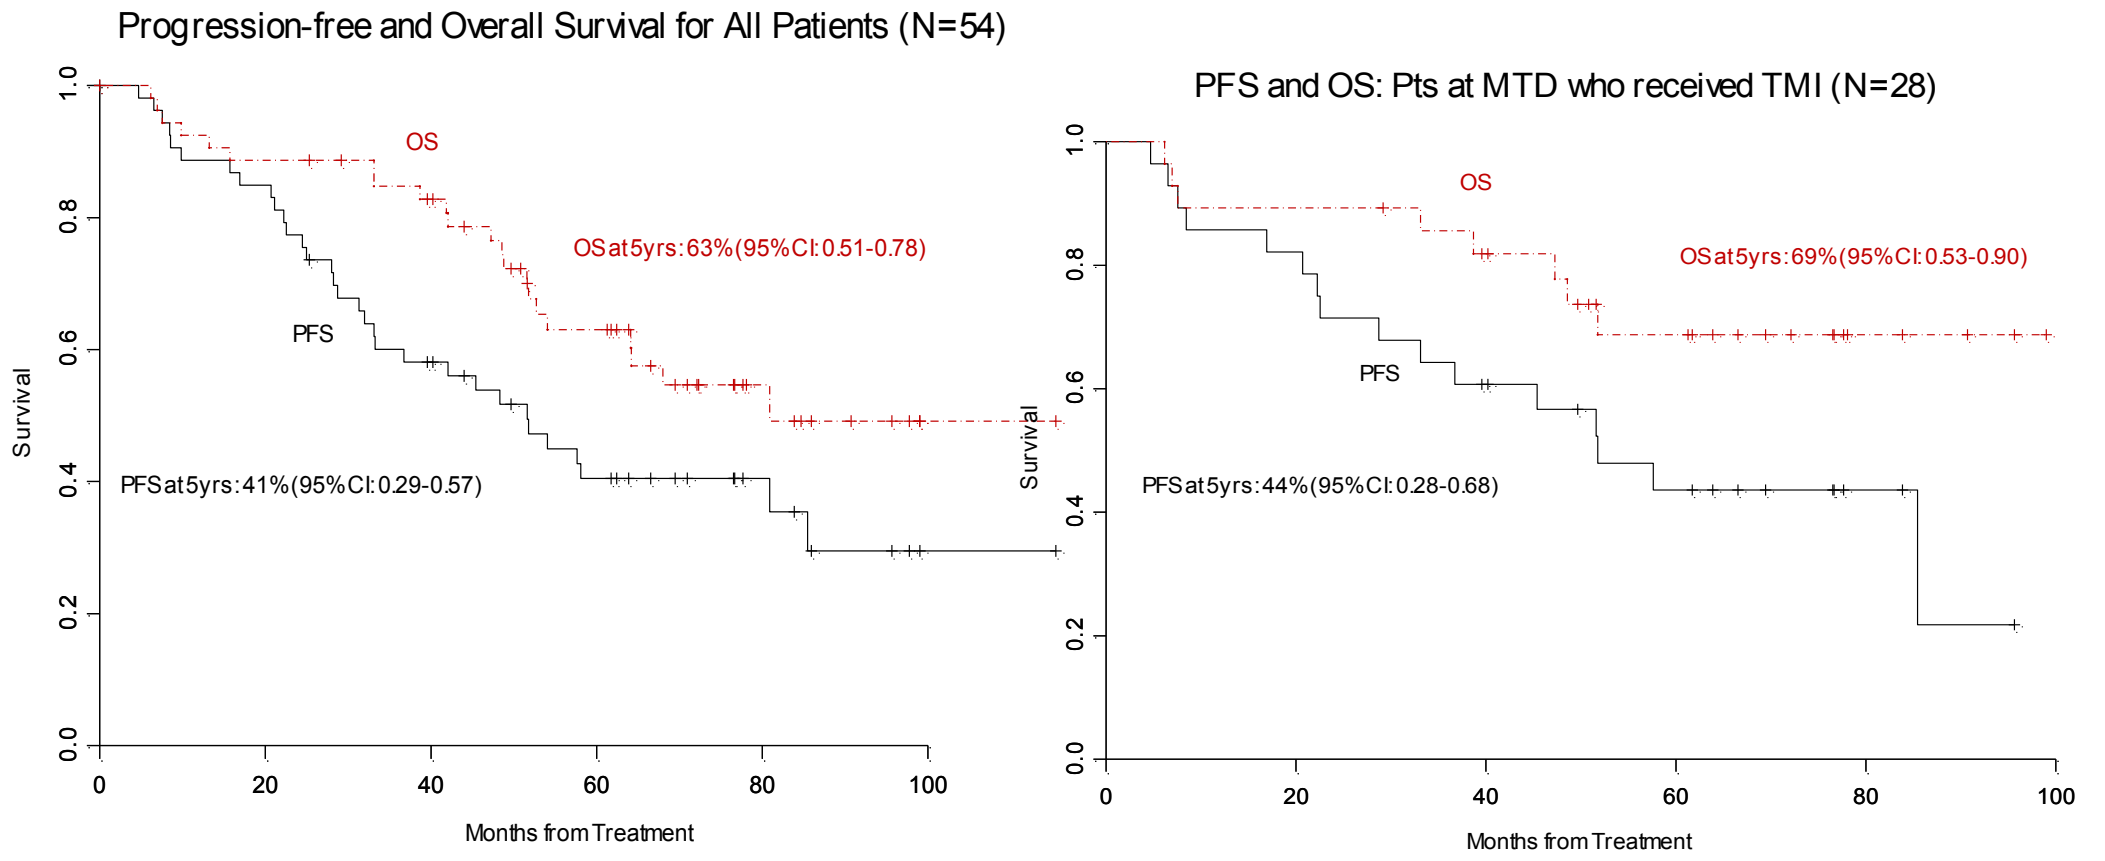 Progression-free and Overall Survival for All Patients (N=54)
1.0
0.8
0.6
0.4
0.2
0.0
Survival
OS
OSat5yrs:63%(95%CI:0.51-0.78)
PFS
PFSat5yrs:41%(95%CI:0.29-0.57)
0 20 40 60 80 100
Months from Treatment
PFS and OS: Pts at MTD who received TMI (N=28)
1.0
0.8
0.6
0.4
0.2
0.0
Survival
OS
OSat5yrs:69%(95%CI:0.53-0.90)
PFS
PFSat5yrs:44%(95%CI:0.28-0.68)
0 20 40 60 80 100
Months from Treatment